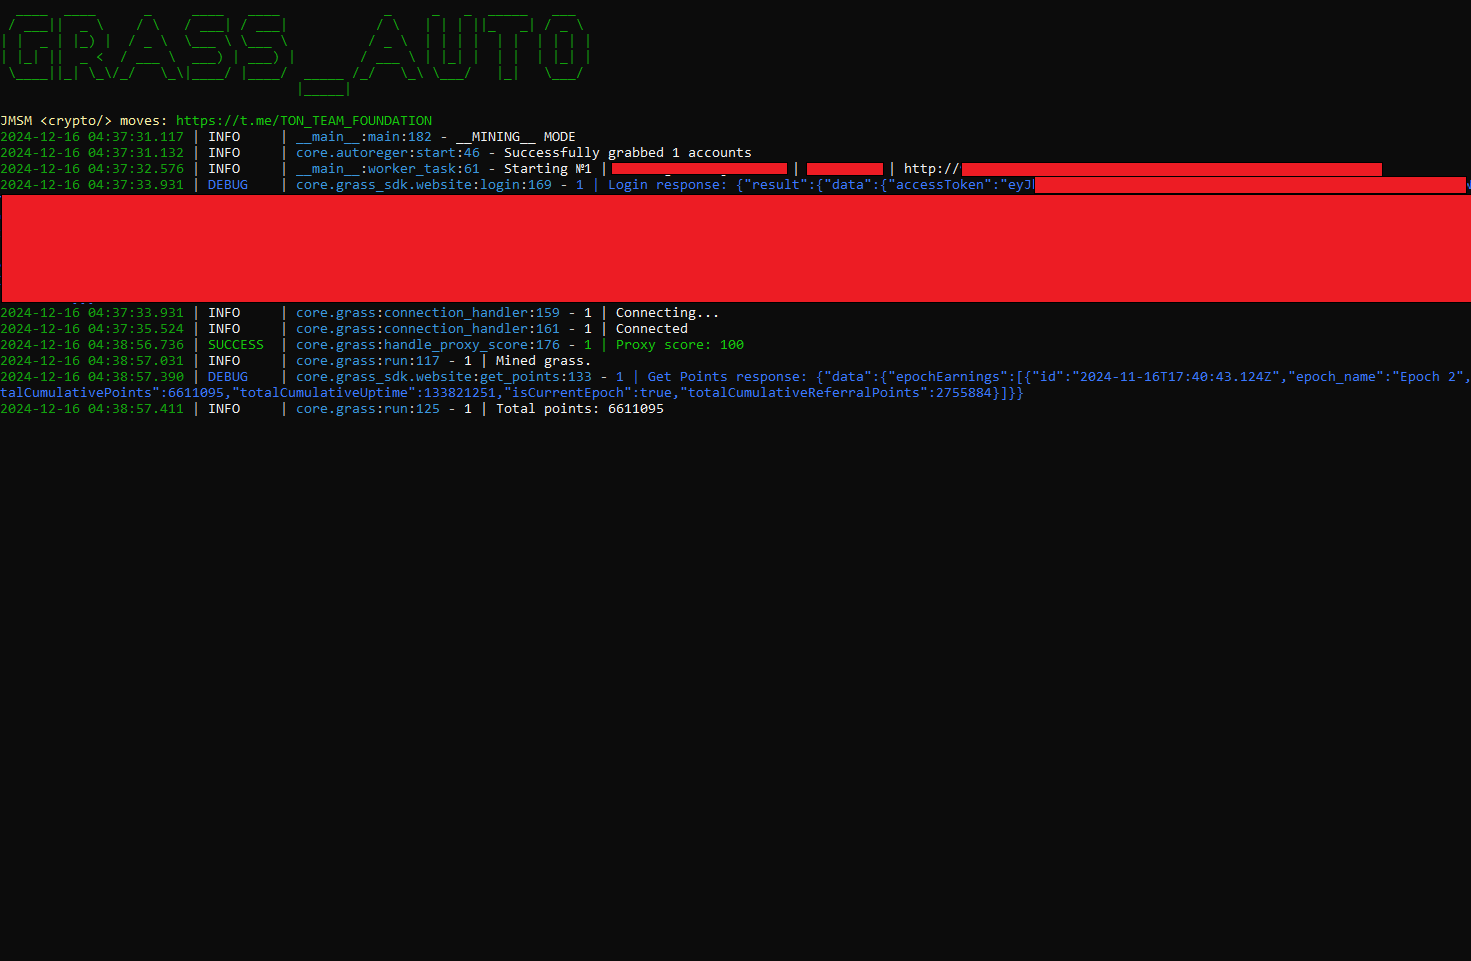 GRASS_AUTO
JMSM <crypto/> moves: https://t.me/TON_TEAM_FOUNDATION
2024-12-16 04:37:31.117 | INFO     | __main__:main:182 - __MINING__ MODE
2024-12-16 04:37:31.132 | INFO     | core.autoreger:start:46 - Successfully grabbed 1 accounts
2024-12-16 04:37:32.576 | INFO     | __main__:worker_task:61 - Starting №1 | | | http://
2024-12-16 04:37:33.931 | DEBUG    | core.grass_sdk.website:login:169 - 1 | Login response: {"result":{"data":{"accessToken":"eyJ
2024-12-16 04:37:33.931 | INFO     | core.grass:connection_handler:159 - 1 | Connecting...
2024-12-16 04:37:35.524 | INFO     | core.grass:connection_handler:161 - 1 | Connected
2024-12-16 04:38:56.736 | SUCCESS  | core.grass:handle_proxy_score:176 - 1 | Proxy score: 100
2024-12-16 04:38:57.031 | INFO     | core.grass:run:117 - 1 | Mined grass.
2024-12-16 04:38:57.390 | DEBUG    | core.grass_sdk.website:get_points:133 - 1 | Get Points response: {"data":{"epochEarnings":[{"id":"2024-11-16T17:40:43.124Z","epoch_name":"Epoch 2",
talCumulativePoints":6611095,"totalCumulativeUptime":133821251,"isCurrentEpoch":true,"totalCumulativeReferralPoints":2755884}]}}
2024-12-16 04:38:57.411 | INFO     | core.grass:run:125 - 1 | Total points: 6611095